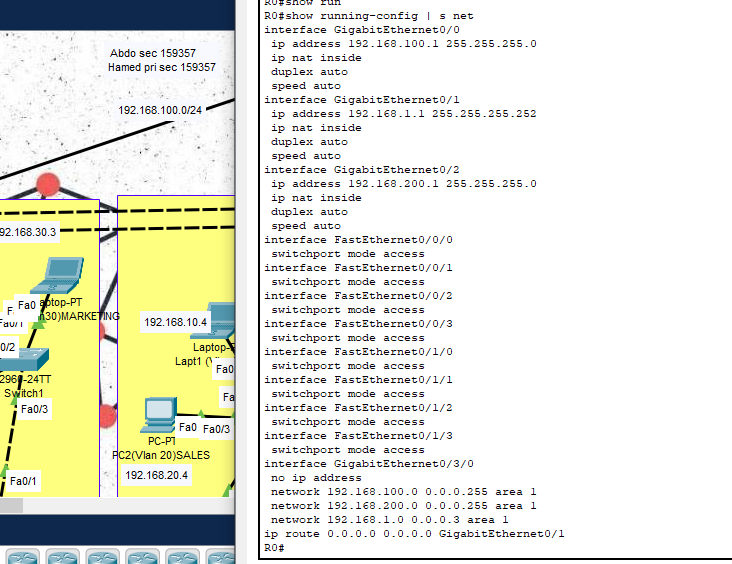 Abdo sec 159357
Hamed pri sec 159357
192.168.100.0/24
92.168.30.3
Fa0
aptop-PT
n30)MARKETING
Fa0/1
0/2
2960-24TT
Switch1
Fa0/3
Fa0/1
192.168.10.4
Laptop-
Lapt1 (V
Fa0
Fa
Fa0
Fa0/3
PC-PT
PC2(Vlan 20)SALES
192.168.20.4
R0#show run
R0#show running-config | s net
interface GigabitEthernet0/0
ip address 192.168.100.1 255.255.255.0
ip nat inside
duplex auto
speed auto
interface GigabitEthernet0/1
ip address 192.168.1.1 255.255.255.252
ip nat inside
duplex auto
speed auto
interface GigabitEthernet0/2
ip address 192.168.200.1 255.255.255.0
ip nat inside
duplex auto
speed auto
interface FastEthernet0/0/0
switchport mode access
interface FastEthernet0/0/1
switchport mode access
interface FastEthernet0/0/2
switchport mode access
interface FastEthernet0/0/3
switchport mode access
interface FastEthernet0/1/0
switchport mode access
interface FastEthernet0/1/1
switchport mode access
interface FastEthernet0/1/2
switchport mode access
interface FastEthernet0/1/3
switchport mode access
interface GigabitEthernet0/3/0
no ip address
network 192.168.100.0 0.0.0.255 area 1
network 192.168.200.0 0.0.0.255 area 1
network 192.168.1.0 0.0.0.3 area 1
ip route 0.0.0.0 0.0.0.0 GigabitEthernet0/1
R0#